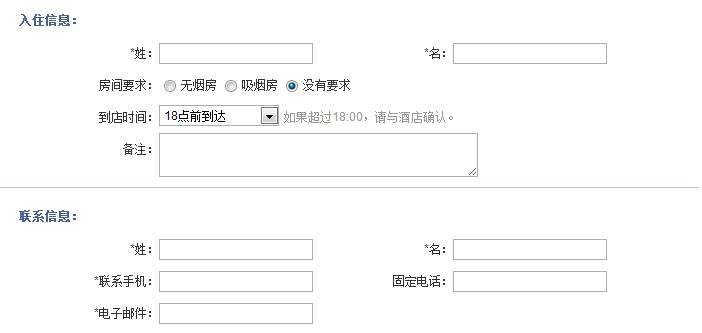 入住信息：
*姓： *名：
房间要求： 无烟房 吸烟房 没有要求
到店时间： 18点前到达 如果超过18:00，请与酒店确认。
备注：
联系信息：
*姓： *名：
*联系手机： 固定电话：
*电子邮件：